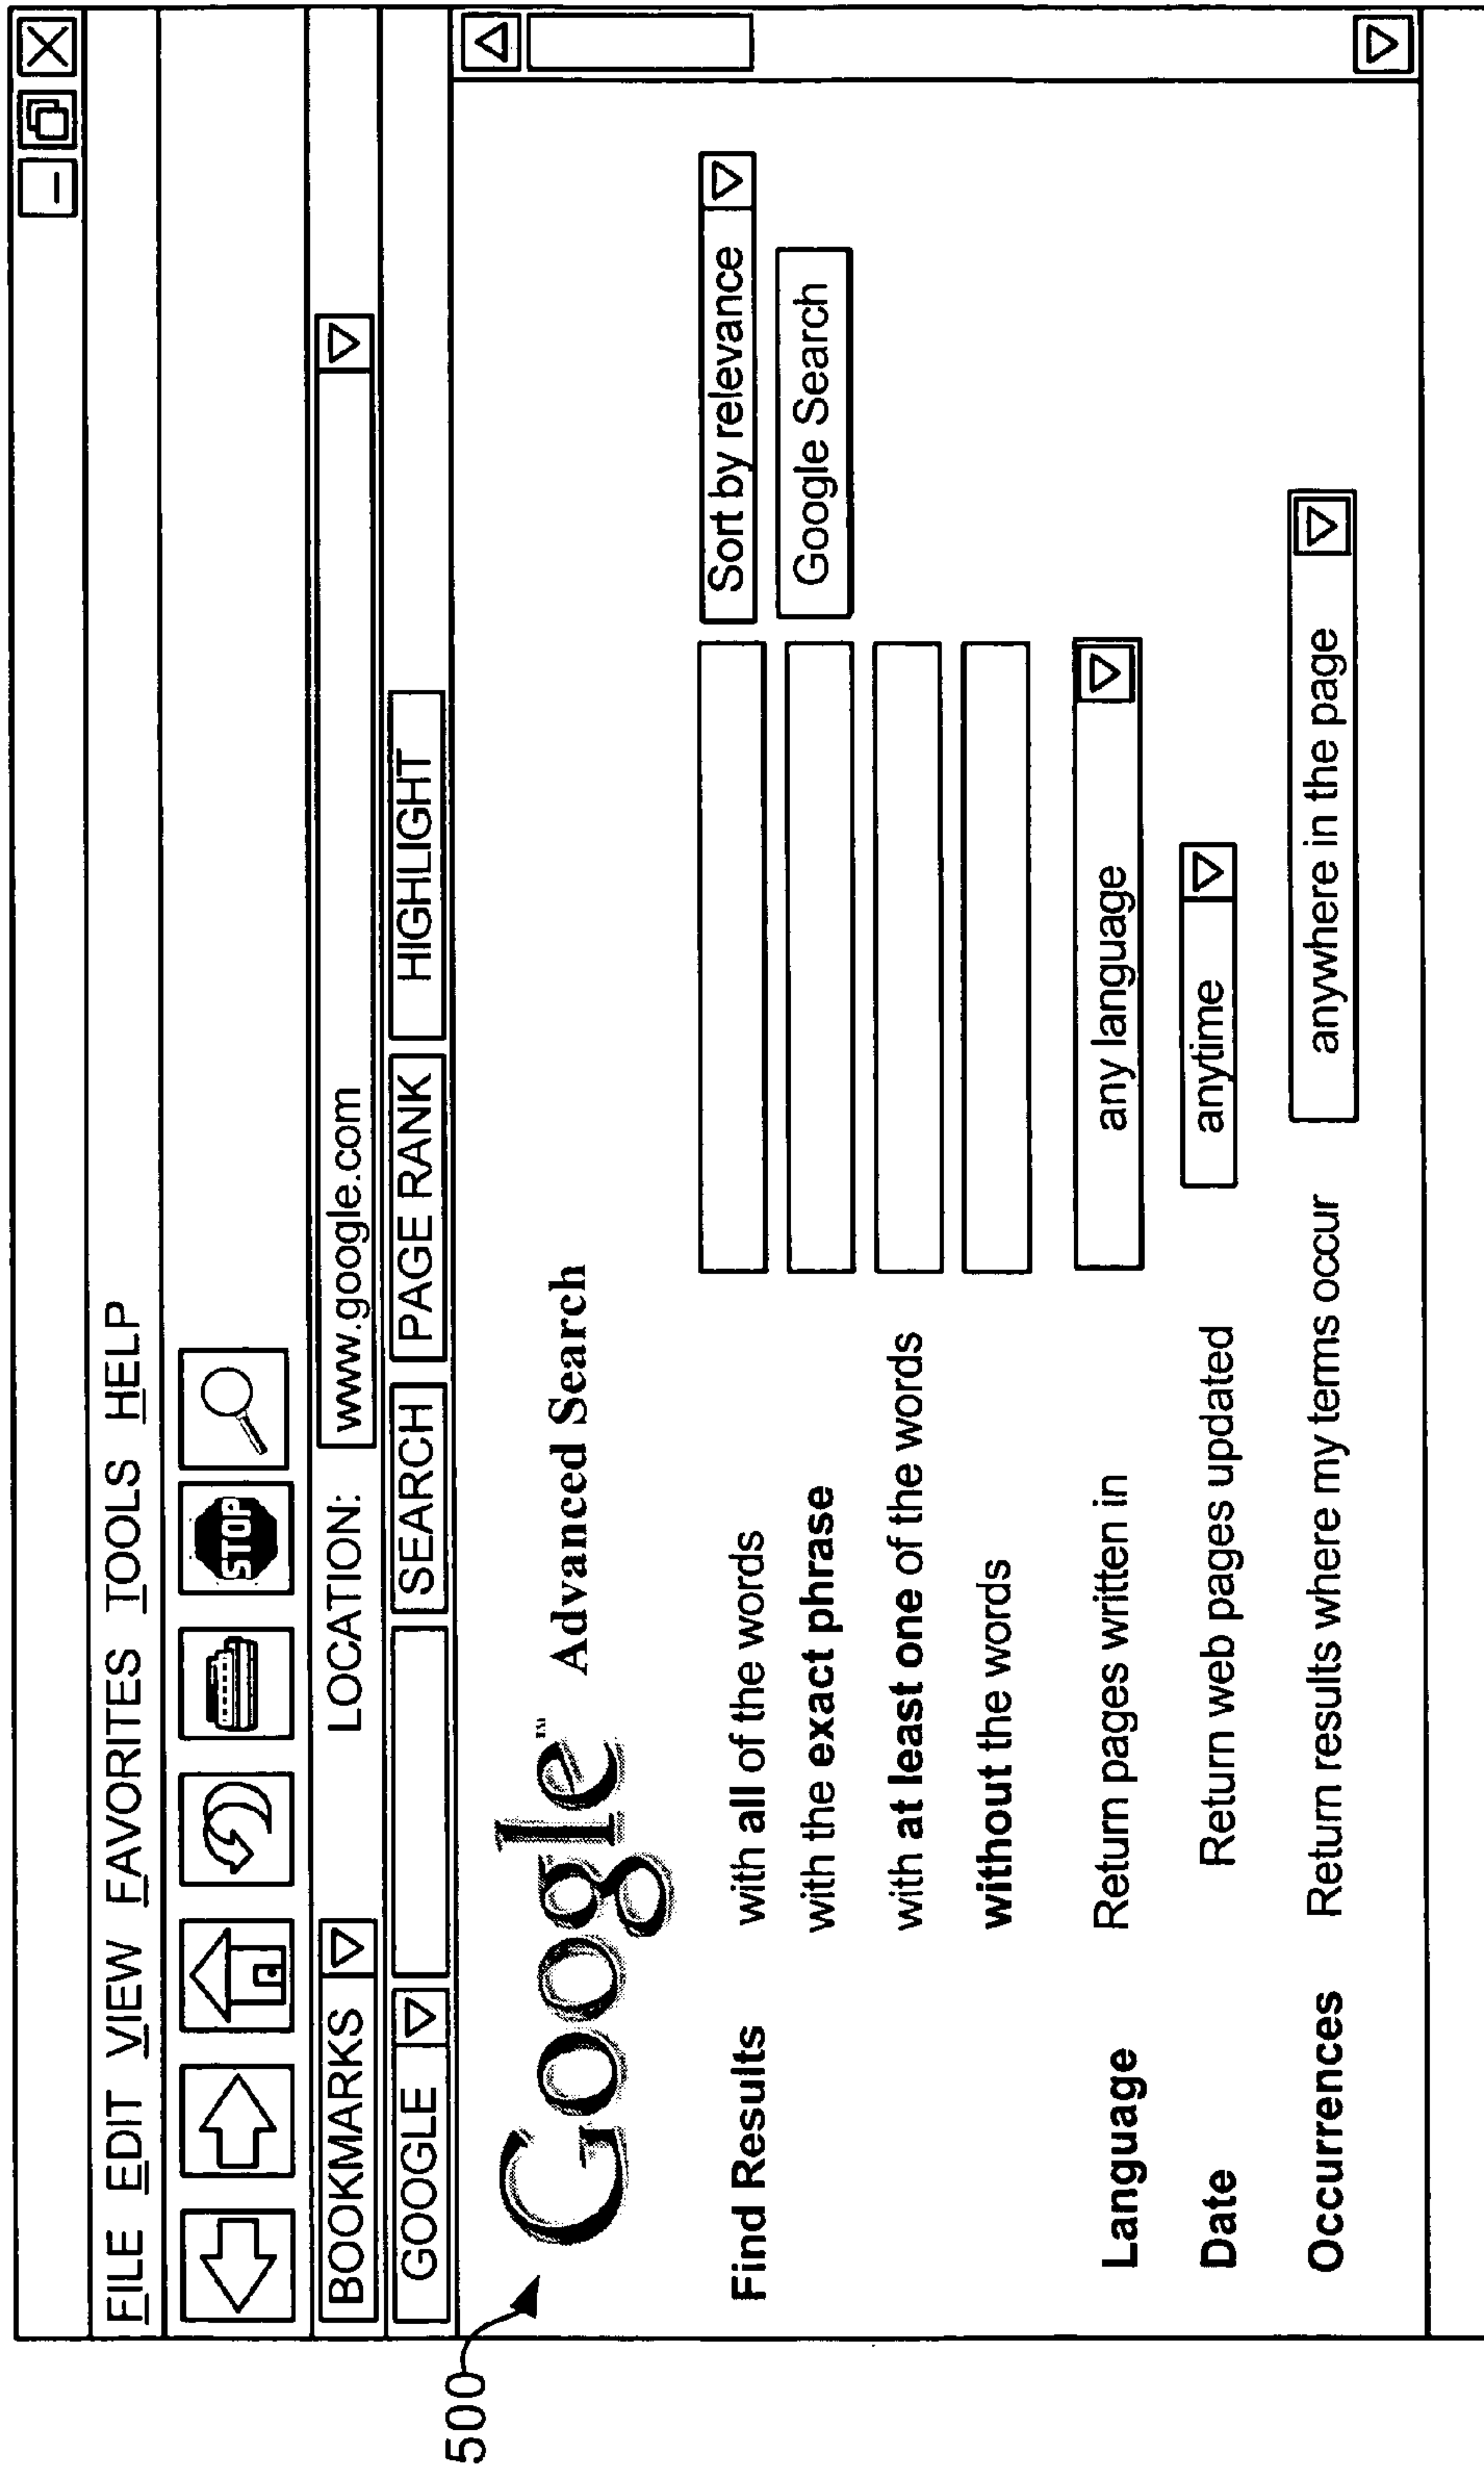 FILE EDIT VIEW FAVORITES TOOLS HELP
STOP
BOOKMARKS LOCATION: www.google.com
GOOGLE SEARCH PAGE RANK HIGHLIGHT
500
Google™ Advanced Search
Find Results with all of the words Sort by relevance
with the exact phrase Google Search
with at least one of the words
without the words
Language Return pages written in any language
Date Return web pages updated anytime
Occurrences Return results where my terms occur anywhere in the page